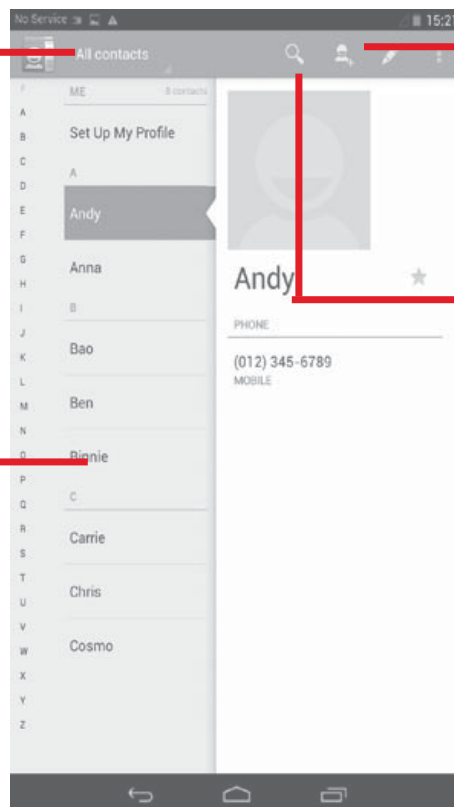 No Service
15:21
All contacts
ME 8 contacts
Set Up My Profile
A
Andy
Anna
B
Bao
Ben
Binnie
C
Carrie
Chris
Cosmo
A
B
C
D
E
F
G
H
I
J
K
L
M
N
O
P
Q
R
S
T
U
V
W
X
Y
Z
Andy
PHONE
(012) 345-6789
MOBILE